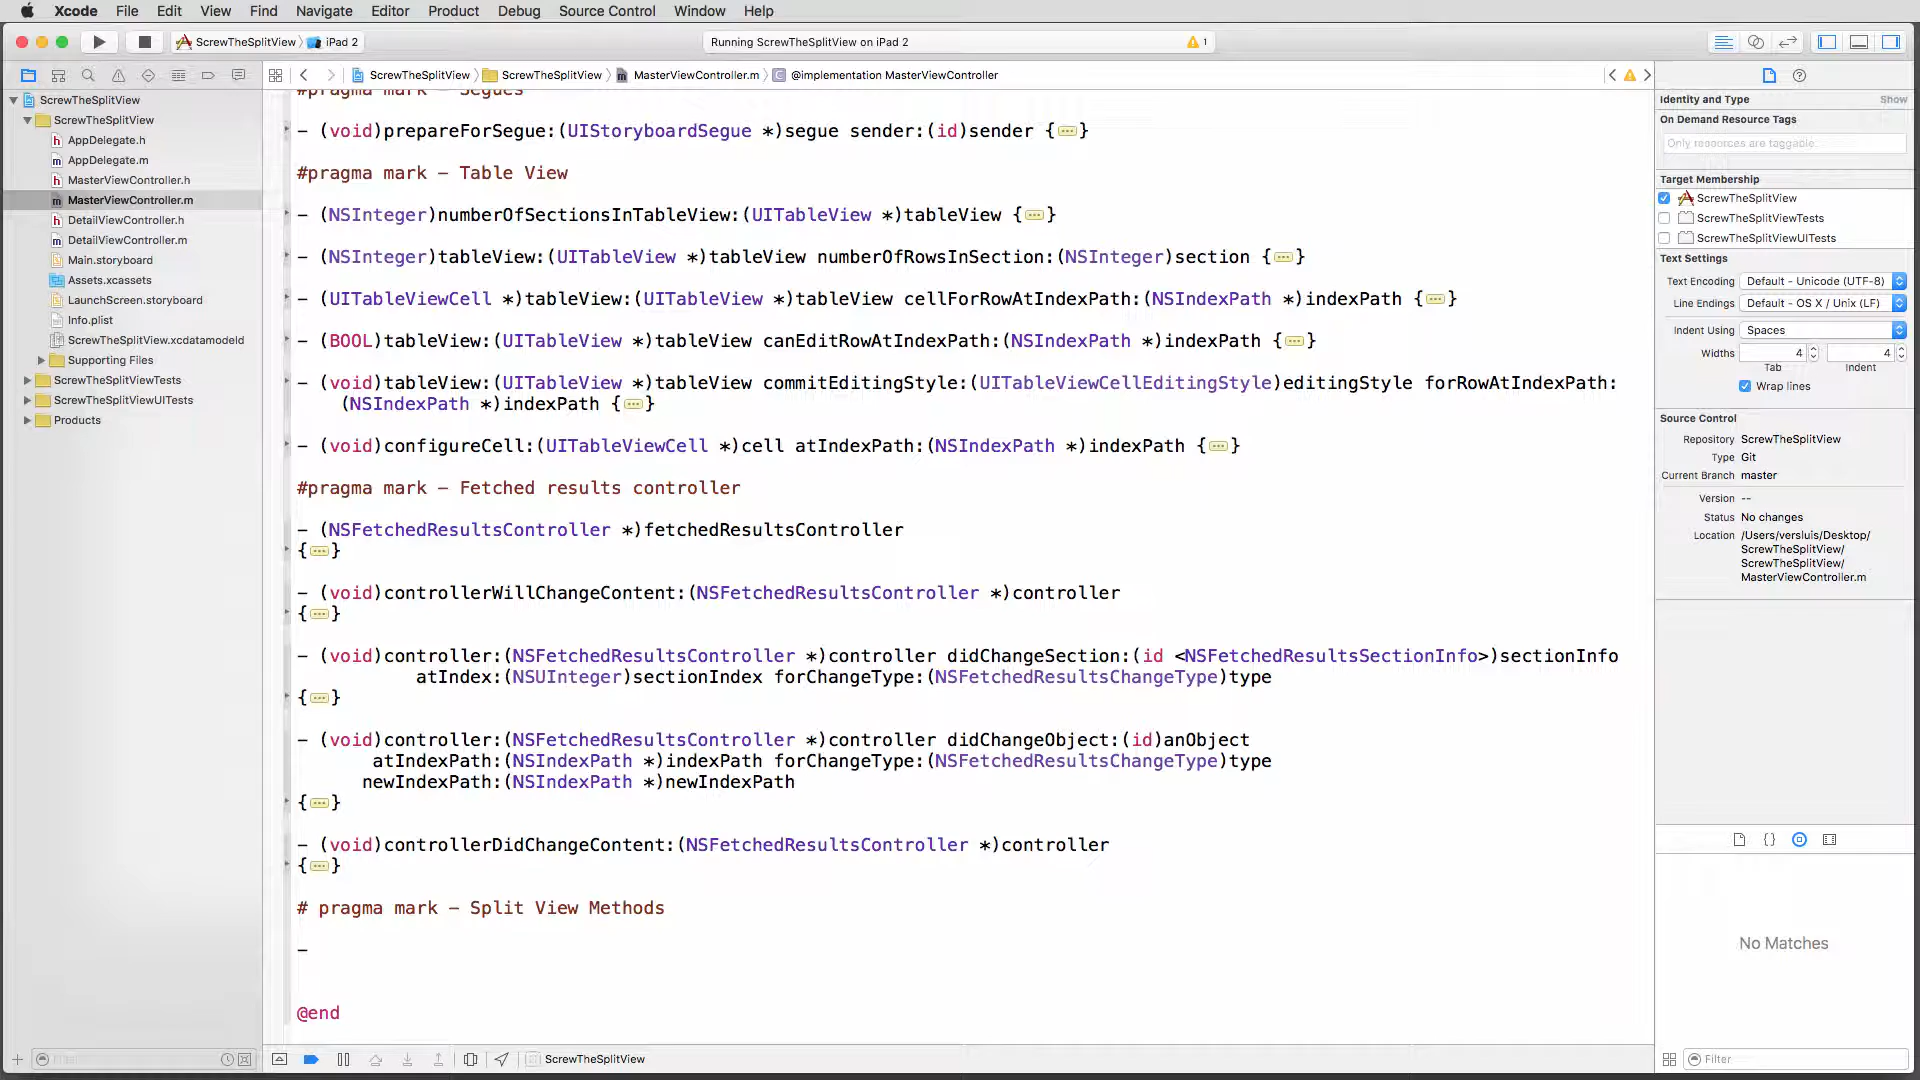 Xcode File Edit View Find Navigate Editor Product Debug Source Control Window Help
ScrewTheSplitView iPad 2
Running ScrewTheSplitView on iPad 2
1
ScrewTheSplitView ScrewTheSplitView MasterViewController.m @implementation MasterViewController
ScrewTheSplitView
ScrewTheSplitView
AppDelegate.h
AppDelegate.m
MasterViewController.h
MasterViewController.m
DetailViewController.h
DetailViewController.m
Main.storyboard
Assets.xcassets
LaunchScreen.storyboard
Info.plist
ScrewTheSplitView.xcdatamodeld
Supporting Files
ScrewTheSplitViewTests
ScrewTheSplitViewUITests
Products
#pragma mark - Segues
- (void)prepareForSegue:(UIStoryboardSegue *)segue sender:(id)sender {...}
#pragma mark - Table View
- (NSInteger)numberOfSectionsInTableView:(UITableView *)tableView {...}
- (NSInteger)tableView:(UITableView *)tableView numberOfRowsInSection:(NSInteger)section {...}
- (UITableViewCell *)tableView:(UITableView *)tableView cellForRowAtIndexPath:(NSIndexPath *)indexPath {...}
- (BOOL)tableView:(UITableView *)tableView canEditRowAtIndexPath:(NSIndexPath *)indexPath {...}
- (void)tableView:(UITableView *)tableView commitEditingStyle:(UITableViewCellEditingStyle)editingStyle forRowAtIndexPath:
(NSIndexPath *)indexPath {...}
- (void)configureCell:(UITableViewCell *)cell atIndexPath:(NSIndexPath *)indexPath {...}
#pragma mark - Fetched results controller
- (NSFetchedResultsController *)fetchedResultsController
{...}
- (void)controllerWillChangeContent:(NSFetchedResultsController *)controller
{...}
- (void)controller:(NSFetchedResultsController *)controller didChangeSection:(id <NSFetchedResultsSectionInfo>)sectionInfo
atIndex:(NSUInteger)sectionIndex forChangeType:(NSFetchedResultsChangeType)type
{...}
- (void)controller:(NSFetchedResultsController *)controller didChangeObject:(id)anObject
atIndexPath:(NSIndexPath *)indexPath forChangeType:(NSFetchedResultsChangeType)type
newIndexPath:(NSIndexPath *)newIndexPath
{...}
- (void)controllerDidChangeContent:(NSFetchedResultsController *)controller
{...}
# pragma mark - Split View Methods
-
@end
ScrewTheSplitView
Identity and Type Show
On Demand Resource Tags
Only resources are taggable
Target Membership
ScrewTheSplitView
ScrewTheSplitViewTests
ScrewTheSplitViewUITests
Text Settings
Text Encoding Default - Unicode (UTF-8)
Line Endings Default - OS X / Unix (LF)
Indent Using Spaces
Widths 4 4
Tab Indent
Wrap lines
Source Control
Repository ScrewTheSplitView
Type Git
Current Branch master
Version --
Status No changes
Location /Users/versluis/Desktop/
ScrewTheSplitView/
ScrewTheSplitView/
MasterViewController.m
{ }
No Matches
Filter